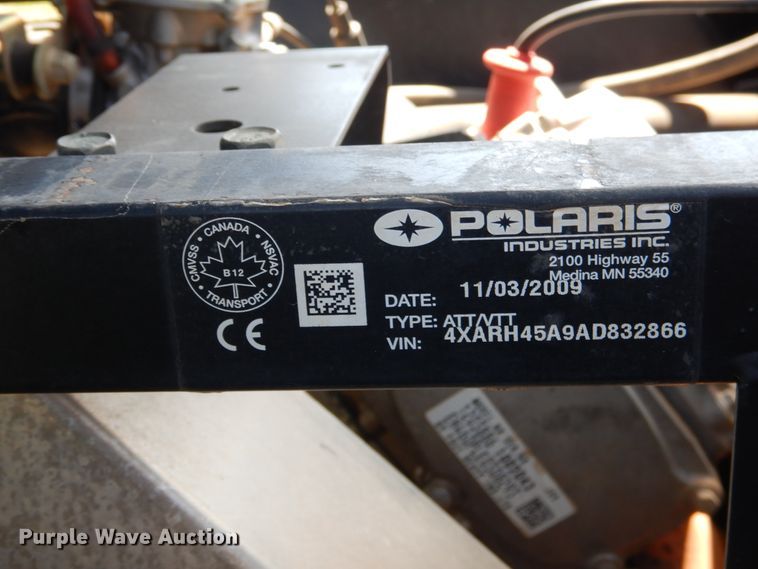 CMVSS • CANADA • NSVAC
B12
TRANSPORT
CE
POLARIS®
INDUSTRIES INC.
2100 Highway 55
Medina MN 55340
DATE: 11/03/2009
TYPE: ATT/VTT
VIN: 4XARH45A9AD832866
Purple Wave Auction